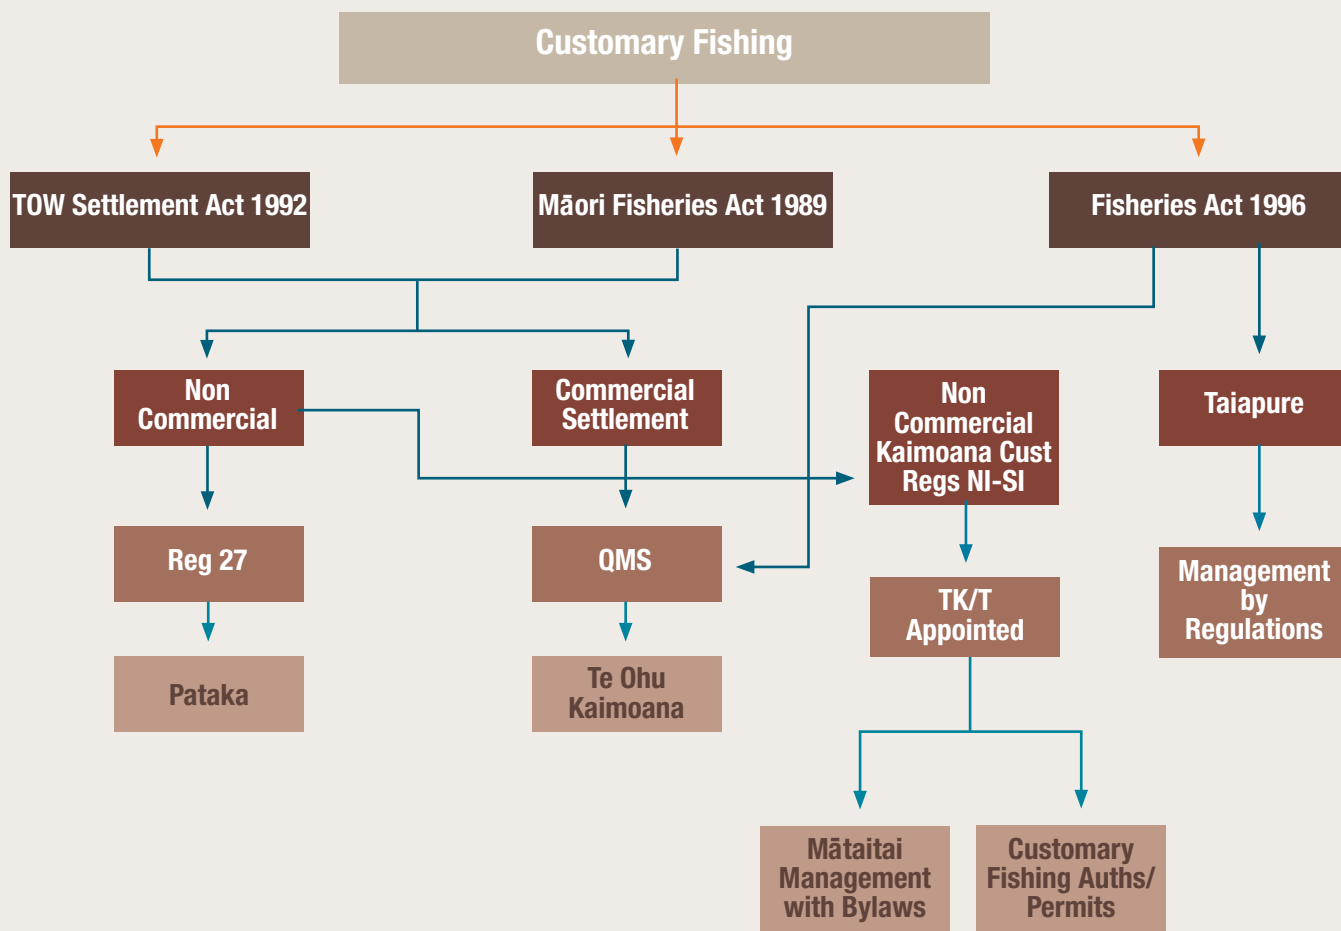 Customary Fishing
TOW Settlement Act 1992
Māori Fisheries Act 1989
Fisheries Act 1996
Non
Commercial
Commercial
Settlement
Non
Commercial
Kaimoana Cust
Regs NI-SI
Taiapure
Reg 27
QMS
TK/T
Appointed
Management
by
Regulations
Pataka
Te Ohu
Kaimoana
Mātaitai
Management
with Bylaws
Customary
Fishing Auths/
Permits